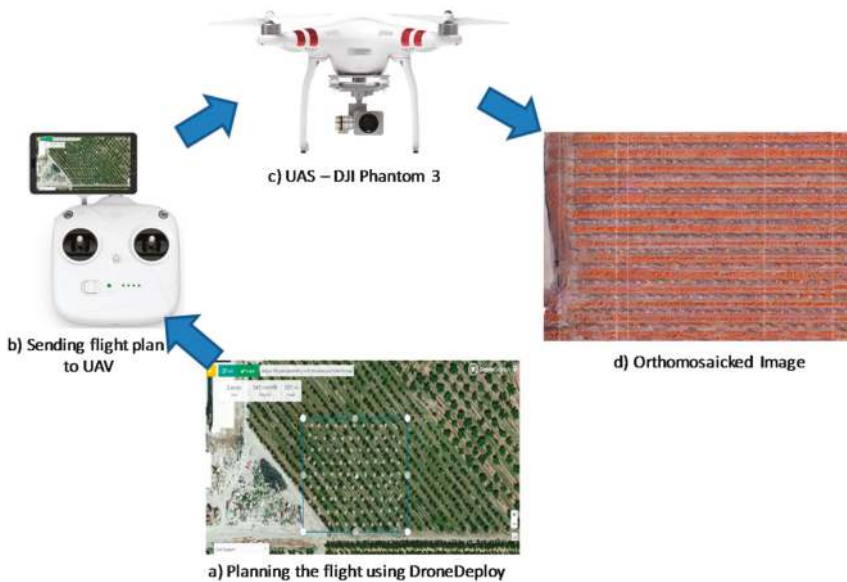 c) UAS – DJI Phantom 3
b) Sending flight plan
to UAV
d) Orthomosaicked Image
a) Planning the flight using DroneDeploy